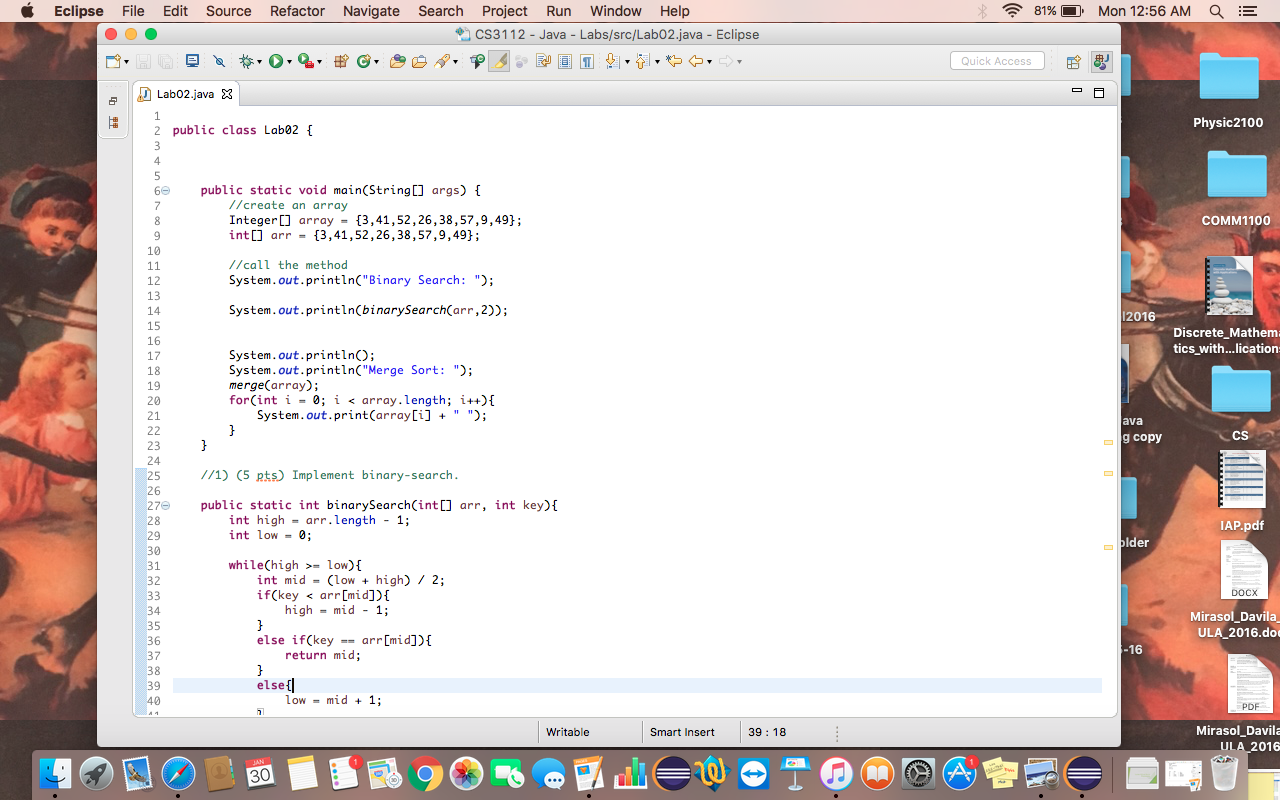 Eclipse File Edit Source Refactor Navigate Search Project Run Window Help 81% Mon 12:56 AM
CS3112 - Java - Labs/src/Lab02.java - Eclipse
Quick Access
Lab02.java
1
2 public class Lab02 {
3
4
5
6 public static void main(String[] args) {
7 //create an array
8 Integer[] array = {3,41,52,26,38,57,9,49};
9 int[] arr = {3,41,52,26,38,57,9,49};
10
11 //call the method
12 System.out.println("Binary Search: ");
13
14 System.out.println(binarySearch(arr,2));
15
16
17 System.out.println();
18 System.out.println("Merge Sort: ");
19 merge(array);
20 for(int i = 0; i < array.length; i++){
21 System.out.print(array[i] + " ");
22 }
23 }
24
25 //1) (5 pts) Implement binary-search.
26
27 public static int binarySearch(int[] arr, int key){
28 int high = arr.length - 1;
29 int low = 0;
30
31 while(high >= low){
32 int mid = (low + high) / 2;
33 if(key < arr[mid]){
34 high = mid - 1;
35 }
36 else if(key == arr[mid]){
37 return mid;
38 }
39 else{
40 low = mid + 1;
41 }
Writable Smart Insert 39 : 18
Physic2100
COMM1100
l2016
Discrete_Mathema
tics_with...lications
ava
g copy
CS
IAP.pdf
older
DOCX
Mirasol_Davila_
ULA_2016.doc
5-16
PDF
Mirasol_Davila_
ULA_2016
JAN
30
1
1